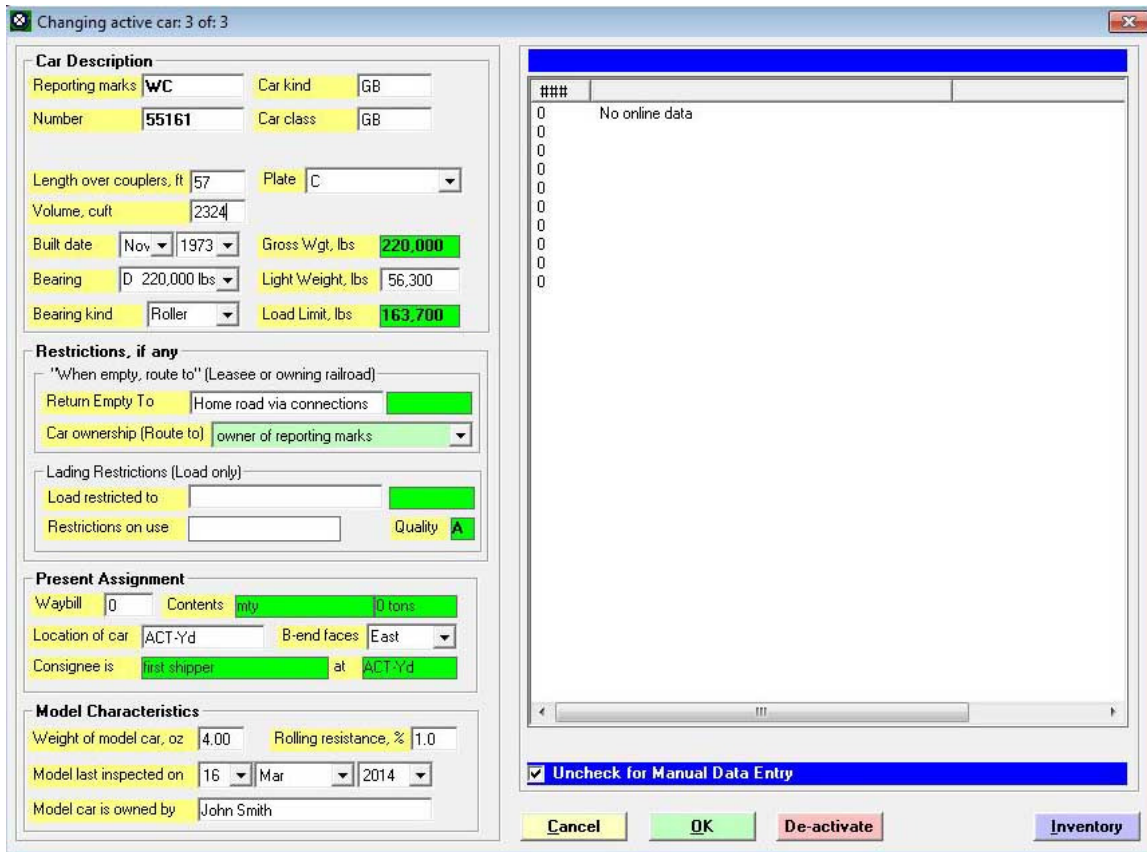 Changing active car: 3 of: 3
Car Description
Reporting marks WC Car kind GB
Number 55161 Car class GB
Length over couplers, ft 57 Plate C
Volume, cuft 2324
Built date Nov 1973 Gross Wgt, lbs 220,000
Bearing D 220,000 lbs Light Weight, lbs 56,300
Bearing kind Roller Load Limit, lbs 163,700
Restrictions, if any
"When empty, route to" (Leasee or owning railroad)
Return Empty To Home road via connections
Car ownership (Route to) owner of reporting marks
Lading Restrictions (Load only)
Load restricted to
Restrictions on use Quality A
Present Assignment
Waybill 0 Contents mty 0 tons
Location of car ACT-Yd B-end faces East
Consignee is first shipper at ACT-Yd
Model Characteristics
Weight of model car, oz 4.00 Rolling resistance, % 1.0
Model last inspected on 16 Mar 2014
Model car is owned by John Smith
###
0 No online data
0
0
0
0
0
0
0
0
0
Uncheck for Manual Data Entry
Cancel OK De-activate Inventory